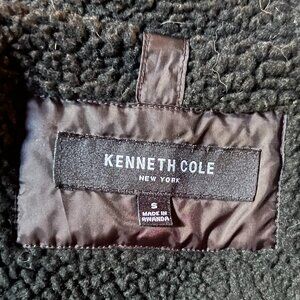 KENNETH COLE
NEW YORK
S
MADE IN
RWANDA